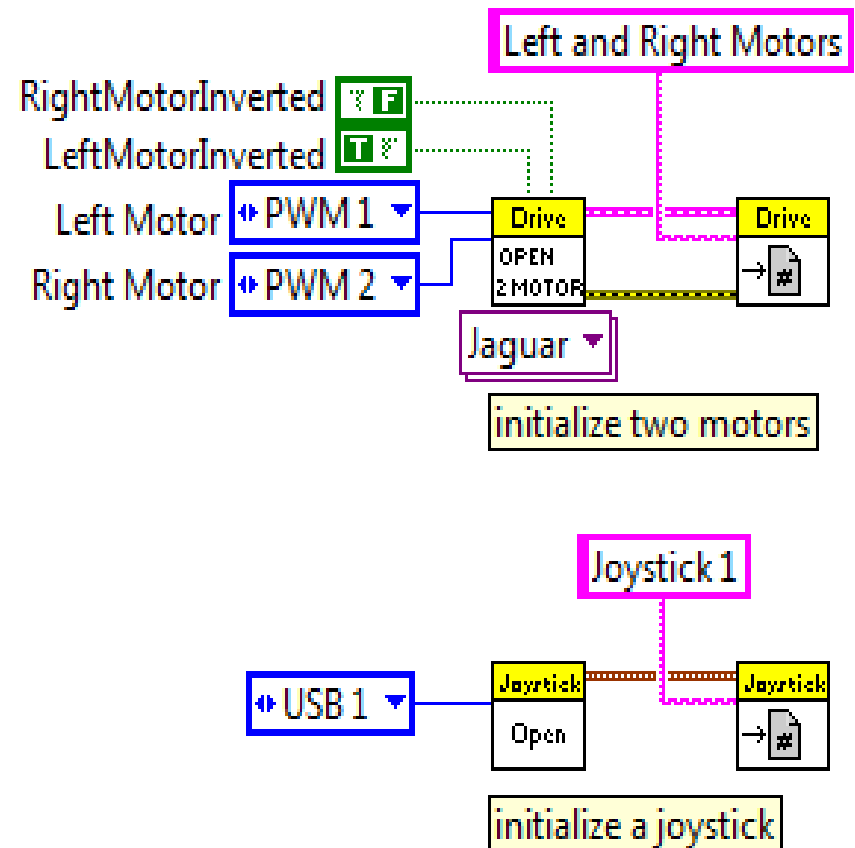 Left and Right Motors
RightMotorInverted F
LeftMotorInverted T
Left Motor PWM 1
Right Motor PWM 2
Drive
OPEN
2 MOTOR
Drive
#
Jaguar
initialize two motors
Joystick 1
USB 1
Joystick
Open
Joystick
#
initialize a joystick